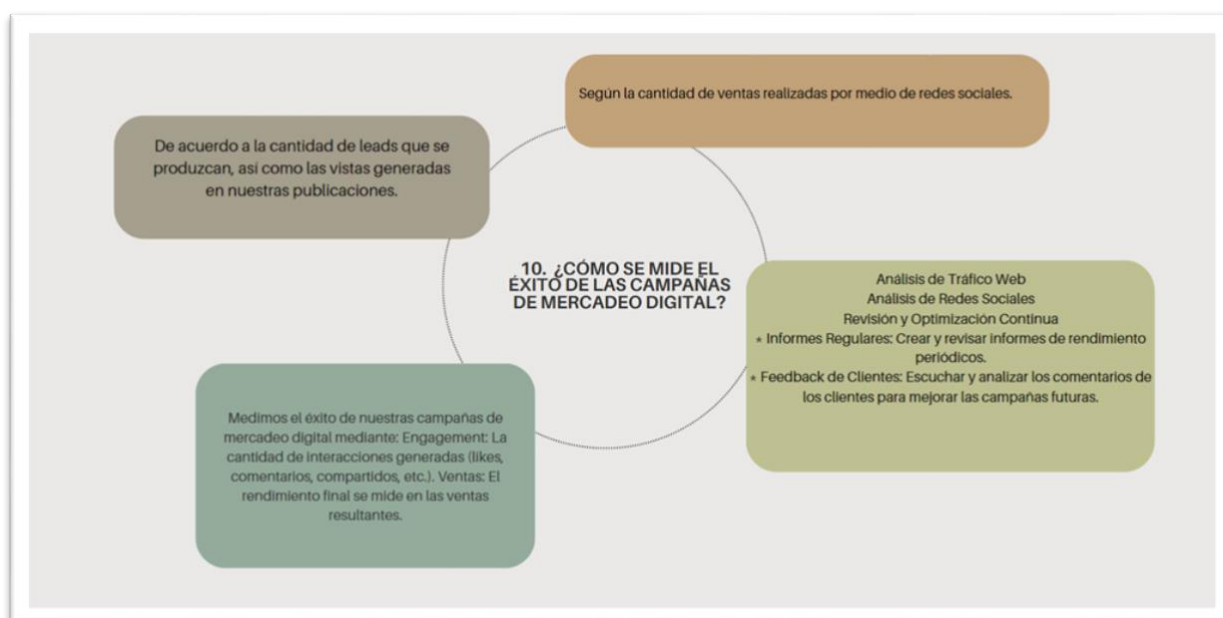 Según la cantidad de ventas realizadas por medio de redes sociales.
De acuerdo a la cantidad de leads que se
produzcan, así como las vistas generadas
en nuestras publicaciones.
10. ¿CÓMO SE MIDE EL
ÉXITO DE LAS CAMPAÑAS
DE MERCADEO DIGITAL?
Análisis de Tráfico Web
Análisis de Redes Sociales
Revisión y Optimización Continua
* Informes Regulares: Crear y revisar informes de rendimiento
periódicos.
* Feedback de Clientes: Escuchar y analizar los comentarios de
los clientes para mejorar las campañas futuras.
Medimos el éxito de nuestras campañas de
mercadeo digital mediante: Engagement: La
cantidad de interacciones generadas (likes,
comentarios, compartidos, etc.). Ventas: El
rendimiento final se mide en las ventas
resultantes.